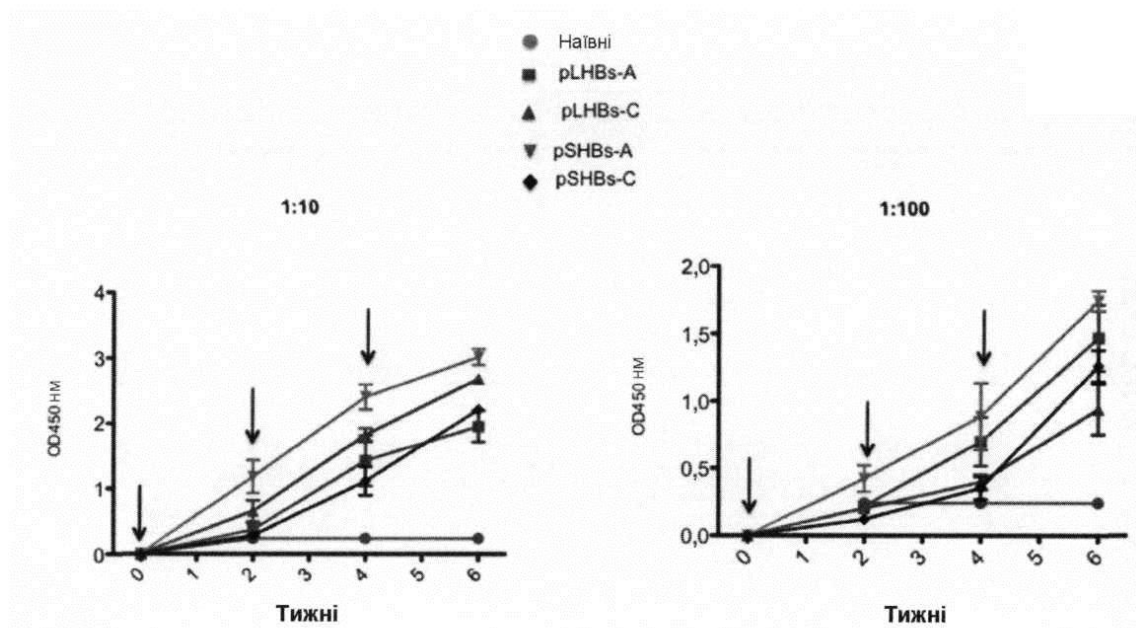 Наївні
pLHBs-A
pLHBs-C
pSHBs-A
pSHBs-C
1:10
4
3
2
1
0
OD450 нм
0 1 2 3 4 5 6
Тижні
1:100
2,0
1,5
1,0
0,5
0,0
OD450 нм
0 1 2 3 4 5 6
Тижні